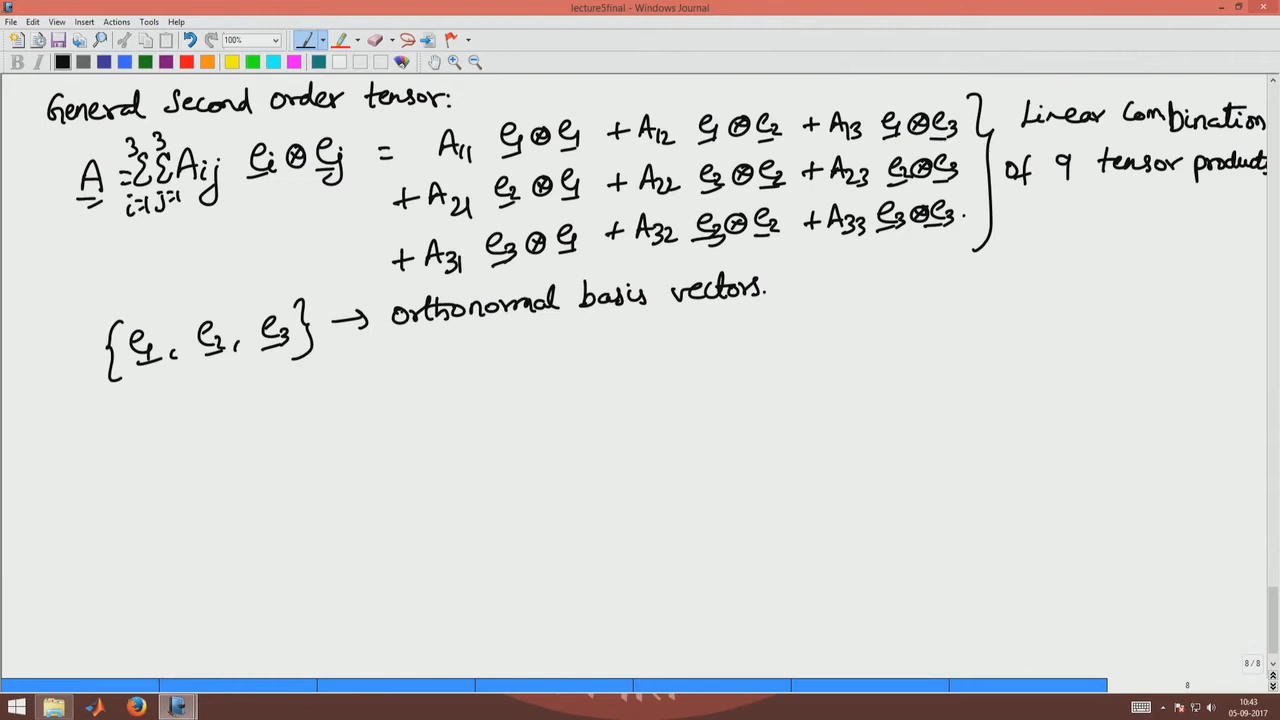 lecture5final - Windows Journal
File Edit View Insert Actions Tools Help
100%
B I
General second order tensor:
A = Σ_{i=1}^{3} Σ_{j=1}^{3} Aij ei ⊗ ej = A11 e1 ⊗ e1 + A12 e1 ⊗ e2 + A13 e1 ⊗ e3
+ A21 e2 ⊗ e1 + A22 e2 ⊗ e2 + A23 e2 ⊗ e3
+ A31 e3 ⊗ e1 + A32 e3 ⊗ e2 + A33 e3 ⊗ e3.
} Linear combination
of 9 tensor products
{e1, e2, e3} → orthonormal basis vectors.
8 / 8
8
10:43
05-09-2017